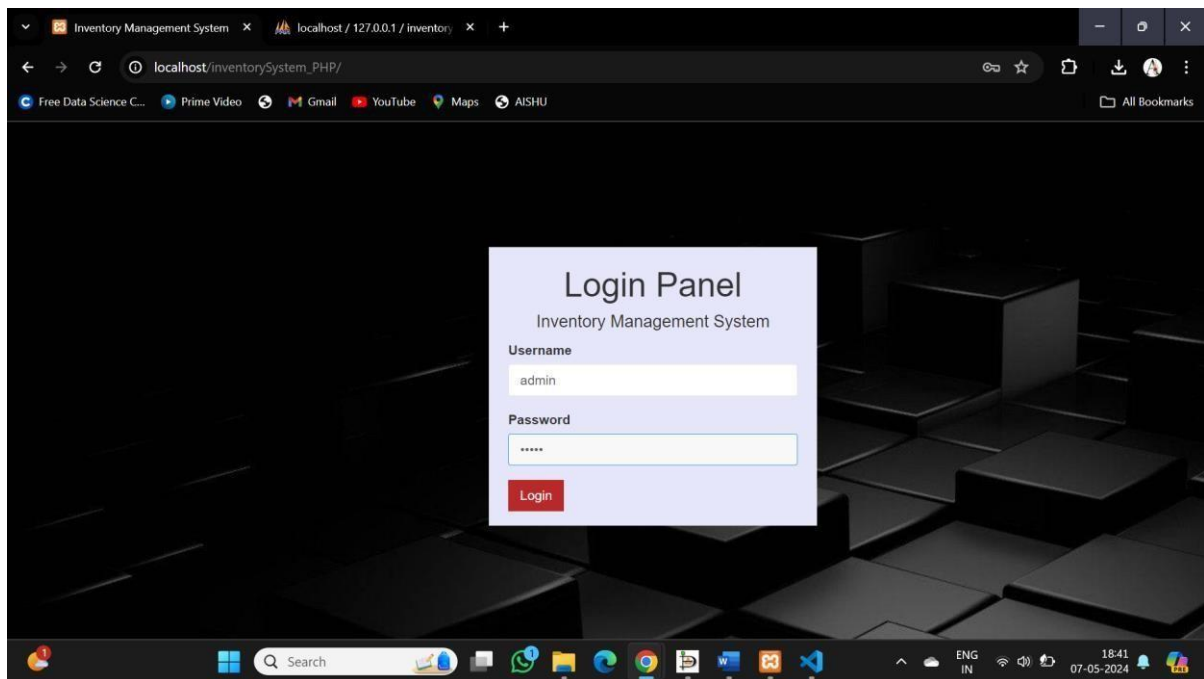 Inventory Management System
localhost / 127.0.0.1 / inventory
localhost/inventorySystem_PHP/
Free Data Science C...
Prime Video
Gmail
YouTube
Maps
AISHU
All Bookmarks
Login Panel
Inventory Management System
Username
admin
Password
•••••
Login
1
Search
1
ENG
IN
18:41
07-05-2024